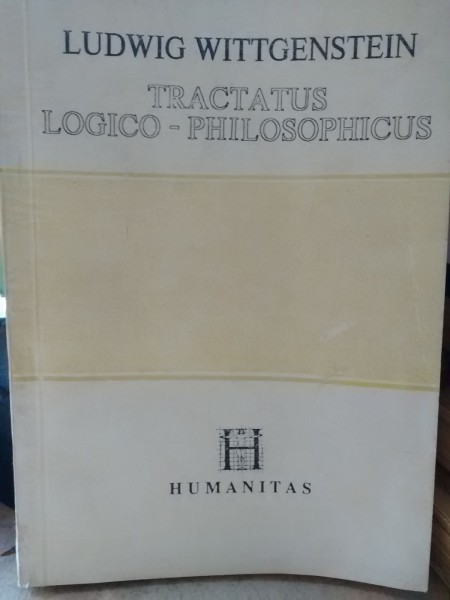 LUDWIG WITTGENSTEIN
TRACTATUS
LOGICO - PHILOSOPHICUS
H
HUMANITAS